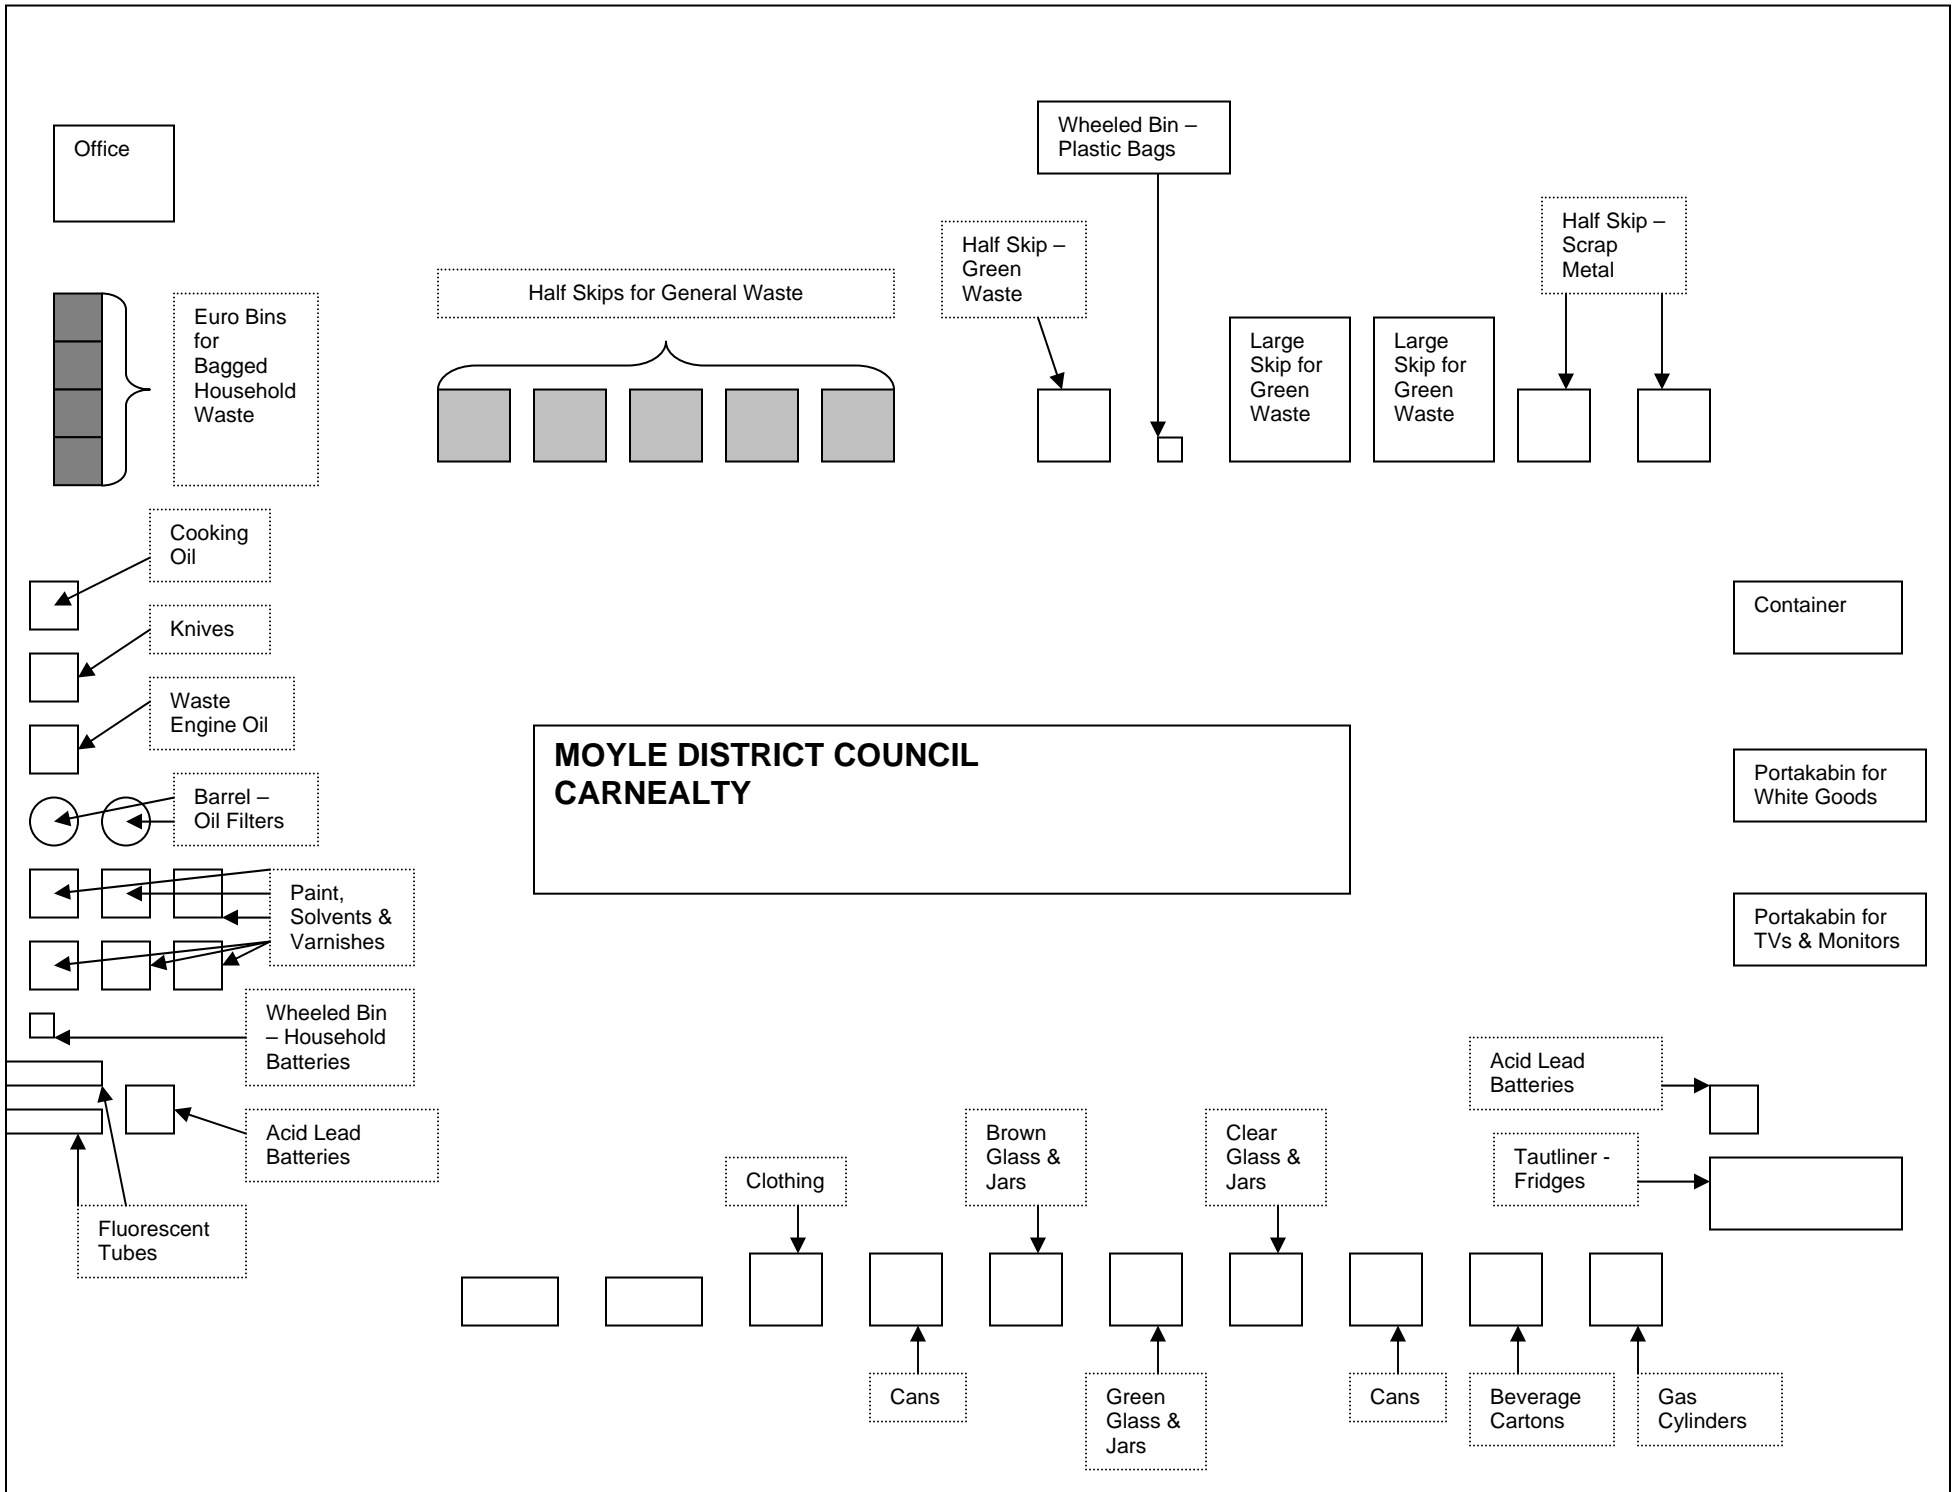 Office
Wheeled Bin –
Plastic Bags
Half Skip –
Green
Waste
Half Skip –
Scrap
Metal
Euro Bins
for
Bagged
Household
Waste
Half Skips for General Waste
Large
Skip for
Green
Waste
Large
Skip for
Green
Waste
Cooking
Oil
Knives
Waste
Engine Oil
Barrel –
Oil Filters
Paint,
Solvents &
Varnishes
Wheeled Bin
– Household
Batteries
Acid Lead
Batteries
Fluorescent
Tubes
MOYLE DISTRICT COUNCIL
CARNEALTY
Container
Portakabin for
White Goods
Portakabin for
TVs & Monitors
Acid Lead
Batteries
Tautliner -
Fridges
Clothing
Brown
Glass &
Jars
Clear
Glass &
Jars
Cans
Green
Glass &
Jars
Cans
Beverage
Cartons
Gas
Cylinders